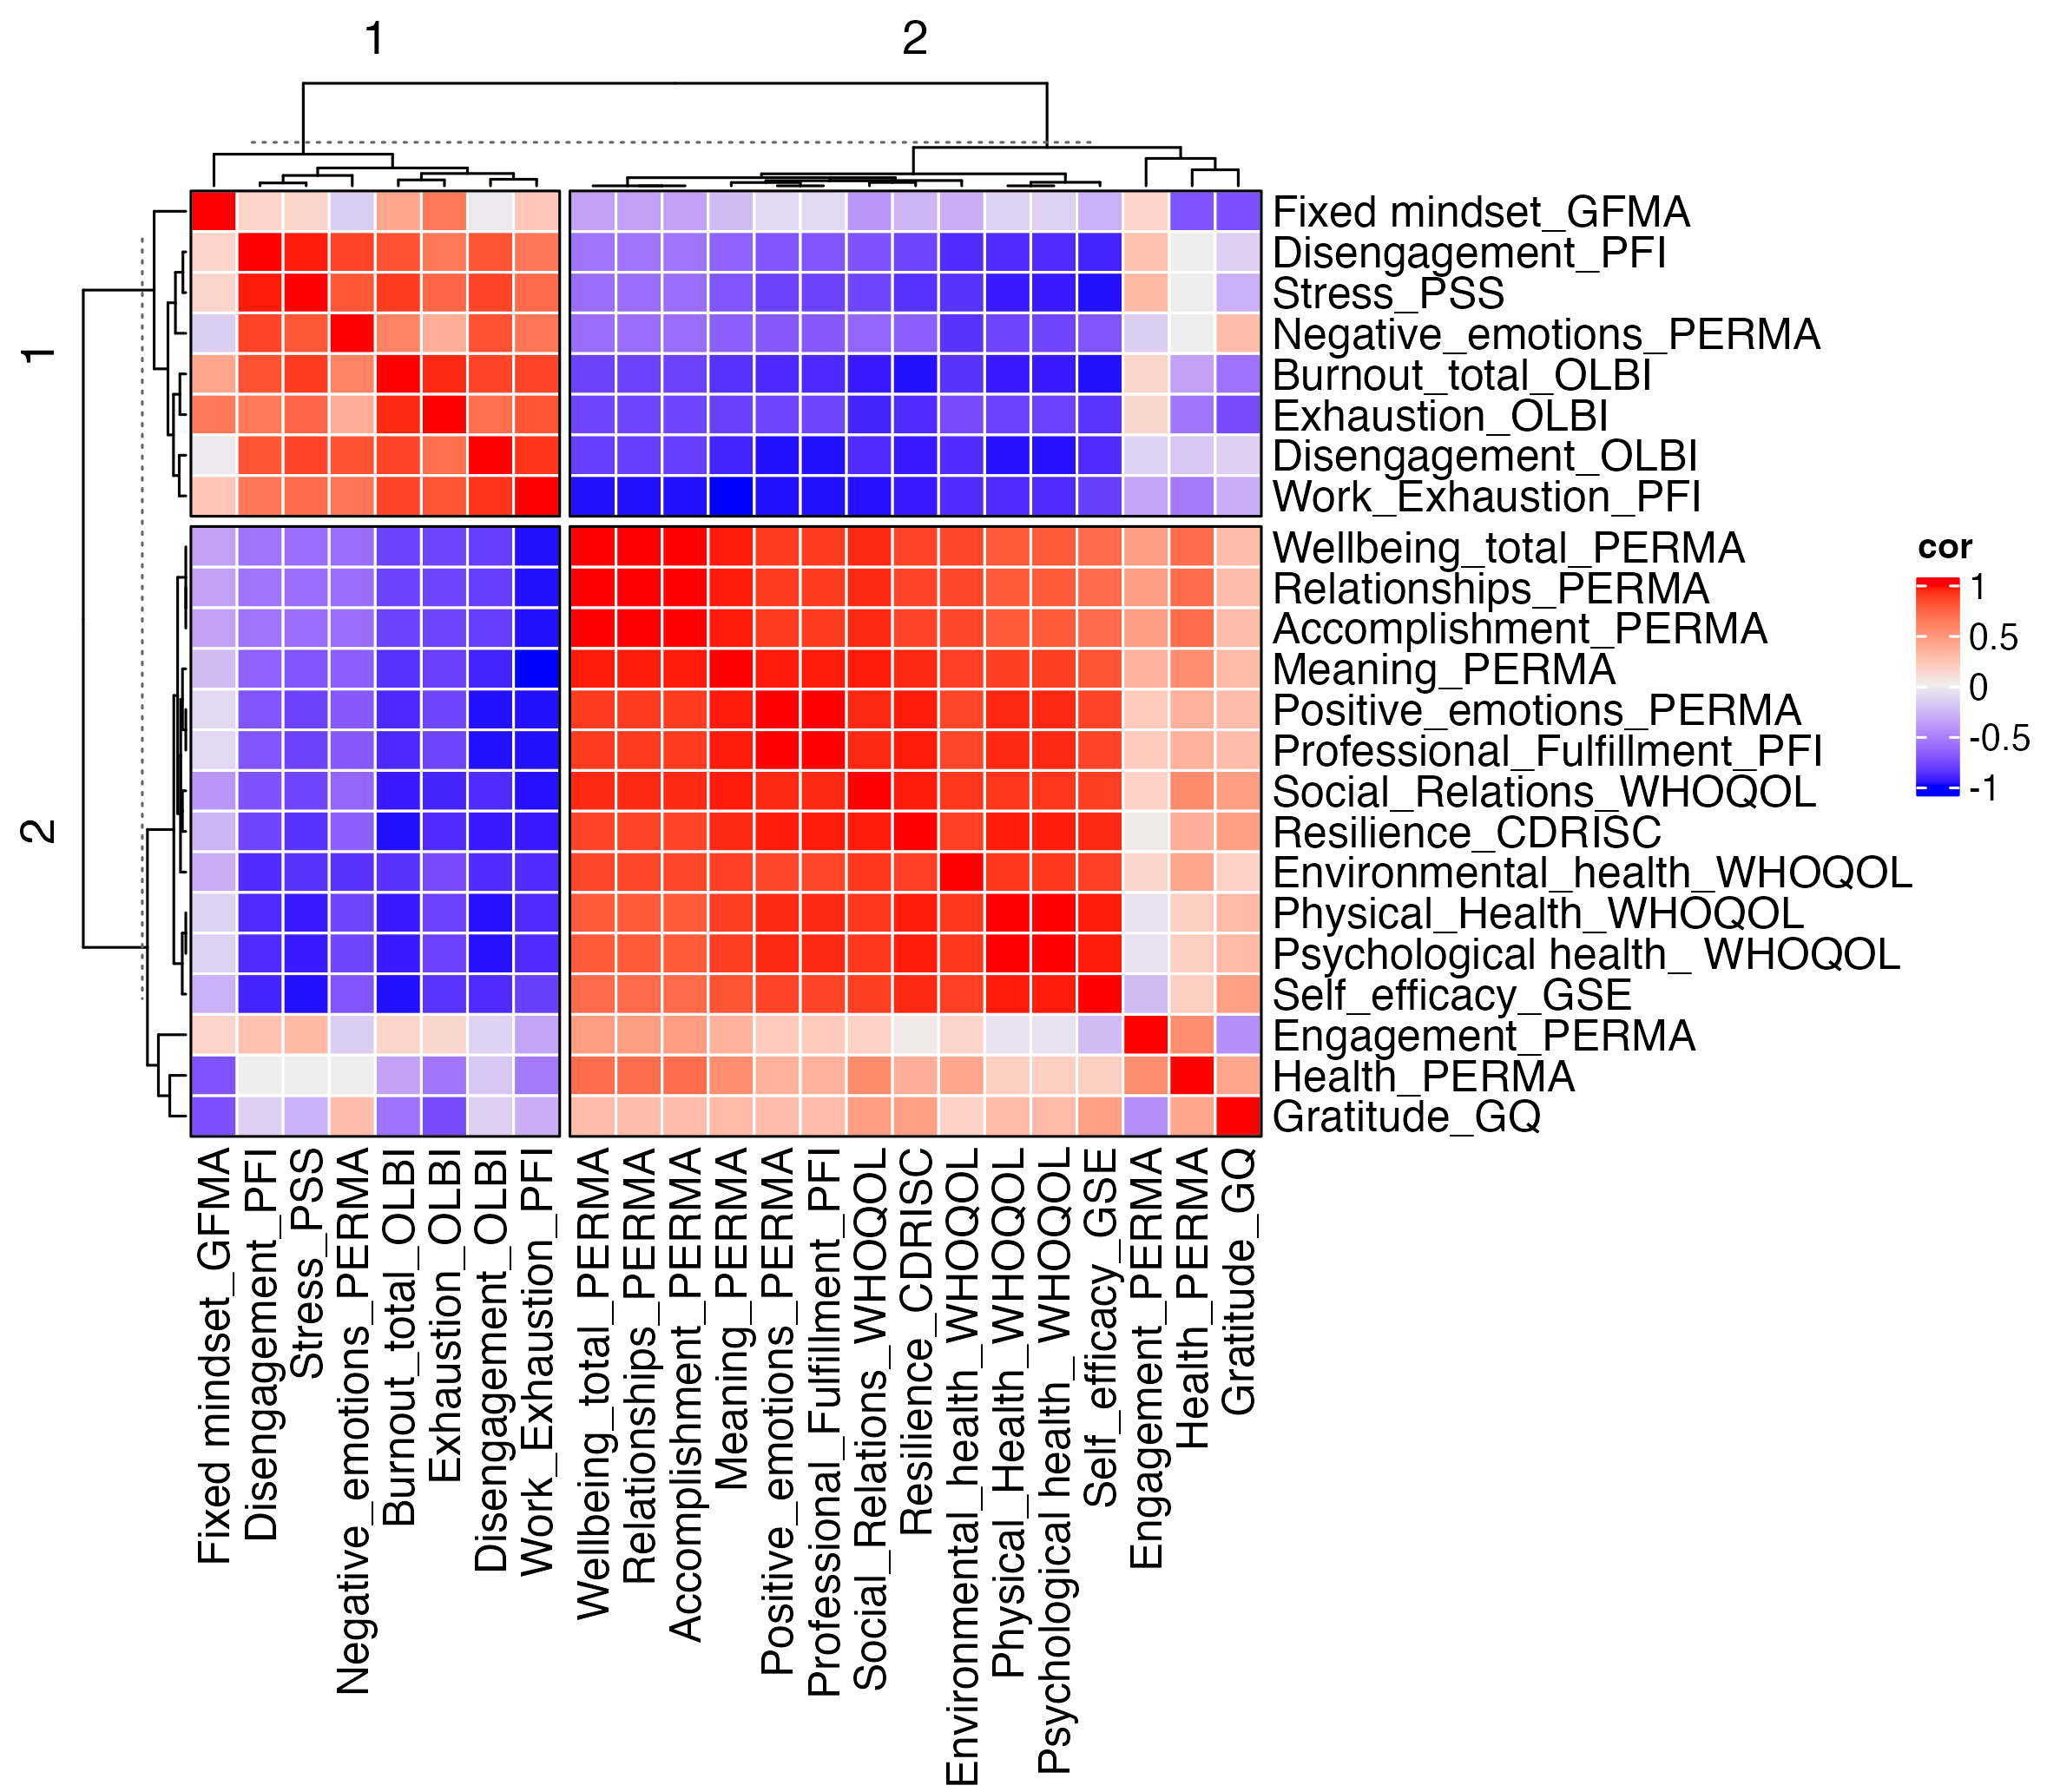 1
2
1
2
Fixed mindset_GFMA
Disengagement_PFI
Stress_PSS
Negative_emotions_PERMA
Burnout_total_OLBI
Exhaustion_OLBI
Disengagement_OLBI
Work_Exhaustion_PFI
Wellbeing_total_PERMA
Relationships_PERMA
Accomplishment_PERMA
Meaning_PERMA
Positive_emotions_PERMA
Professional_Fulfillment_PFI
Social_Relations_WHOQOL
Resilience_CDRISC
Environmental_health_WHOQOL
Physical_Health_WHOQOL
Psychological health_ WHOQOL
Self_efficacy_GSE
Engagement_PERMA
Health_PERMA
Gratitude_GQ
cor
1
0.5
0
-0.5
-1
Fixed mindset_GFMA
Disengagement_PFI
Stress_PSS
Negative_emotions_PERMA
Burnout_total_OLBI
Exhaustion_OLBI
Disengagement_OLBI
Work_Exhaustion_PFI
Wellbeing_total_PERMA
Relationships_PERMA
Accomplishment_PERMA
Meaning_PERMA
Positive_emotions_PERMA
Professional_Fulfillment_PFI
Social_Relations_WHOQOL
Resilience_CDRISC
Environmental_health_WHOQOL
Physical_Health_WHOQOL
Psychological health_ WHOQOL
Self_efficacy_GSE
Engagement_PERMA
Health_PERMA
Gratitude_GQ